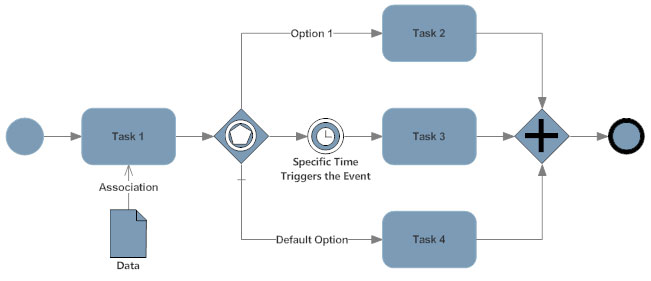 Option 1
Task 2
Task 1
Task 3
Specific Time
Triggers the Event
Association
Default Option
Task 4
Data